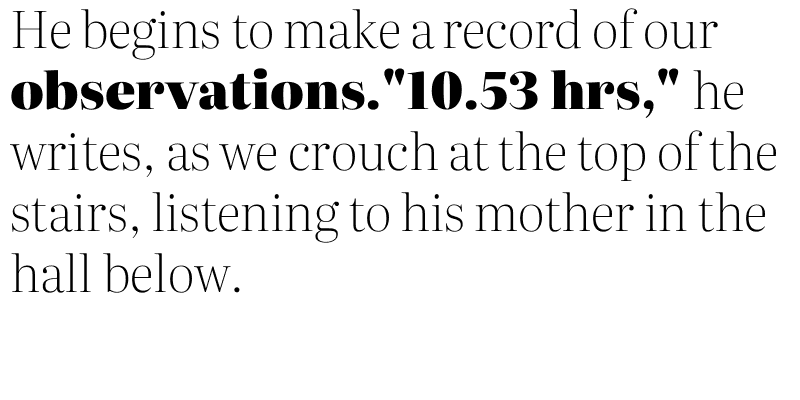 He begins to make a record of our
observations."10.53 hrs," he
writes, as we crouch at the top of the
stairs, listening to his mother in the
hall below.